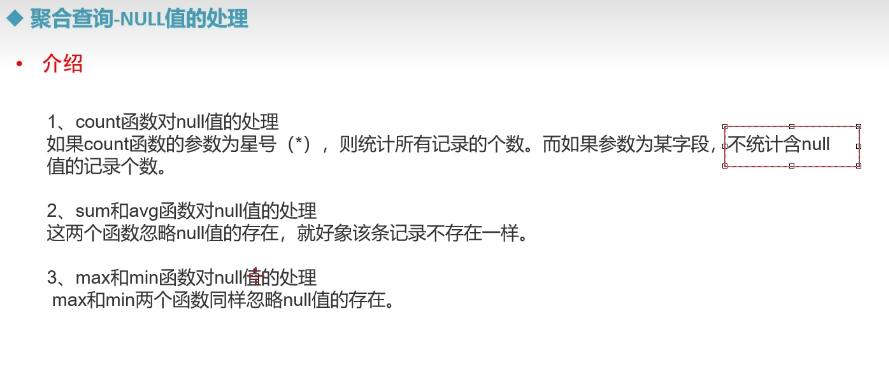 ◆ 聚合查询-NULL值的处理
• 介绍
1、count函数对null值的处理
如果count函数的参数为星号（*），则统计所有记录的个数。而如果参数为某字段，不统计含null
值的记录个数。
2、sum和avg函数对null值的处理
这两个函数忽略null值的存在，就好象该条记录不存在一样。
3、max和min函数对null值的处理
max和min两个函数同样忽略null值的存在。